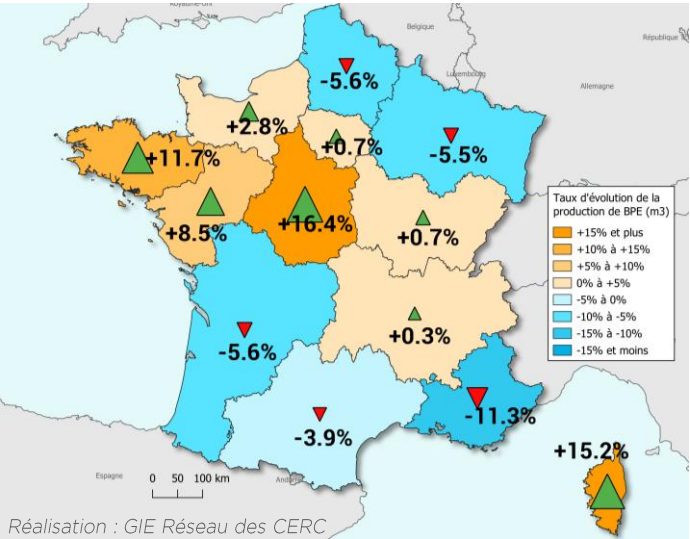 Royaume-Uni
Belgique
République
Luxembourg
Allemagne
-5.6%
+2.8%
+0.7%
-5.5%
+11.7%
+8.5%
+16.4%
+0.7%
Taux d'évolution de la
production de BPE (m3)
+15% et plus
+10% à +15%
+5% à +10%
0% à +5%
-5% à 0%
-10% à -5%
-15% à -10%
-15% et moins
+0.3%
-5.6%
-3.9%
-11.3%
+15.2%
Espagne
0 50 100 km
Réalisation : GIE Réseau des CERC